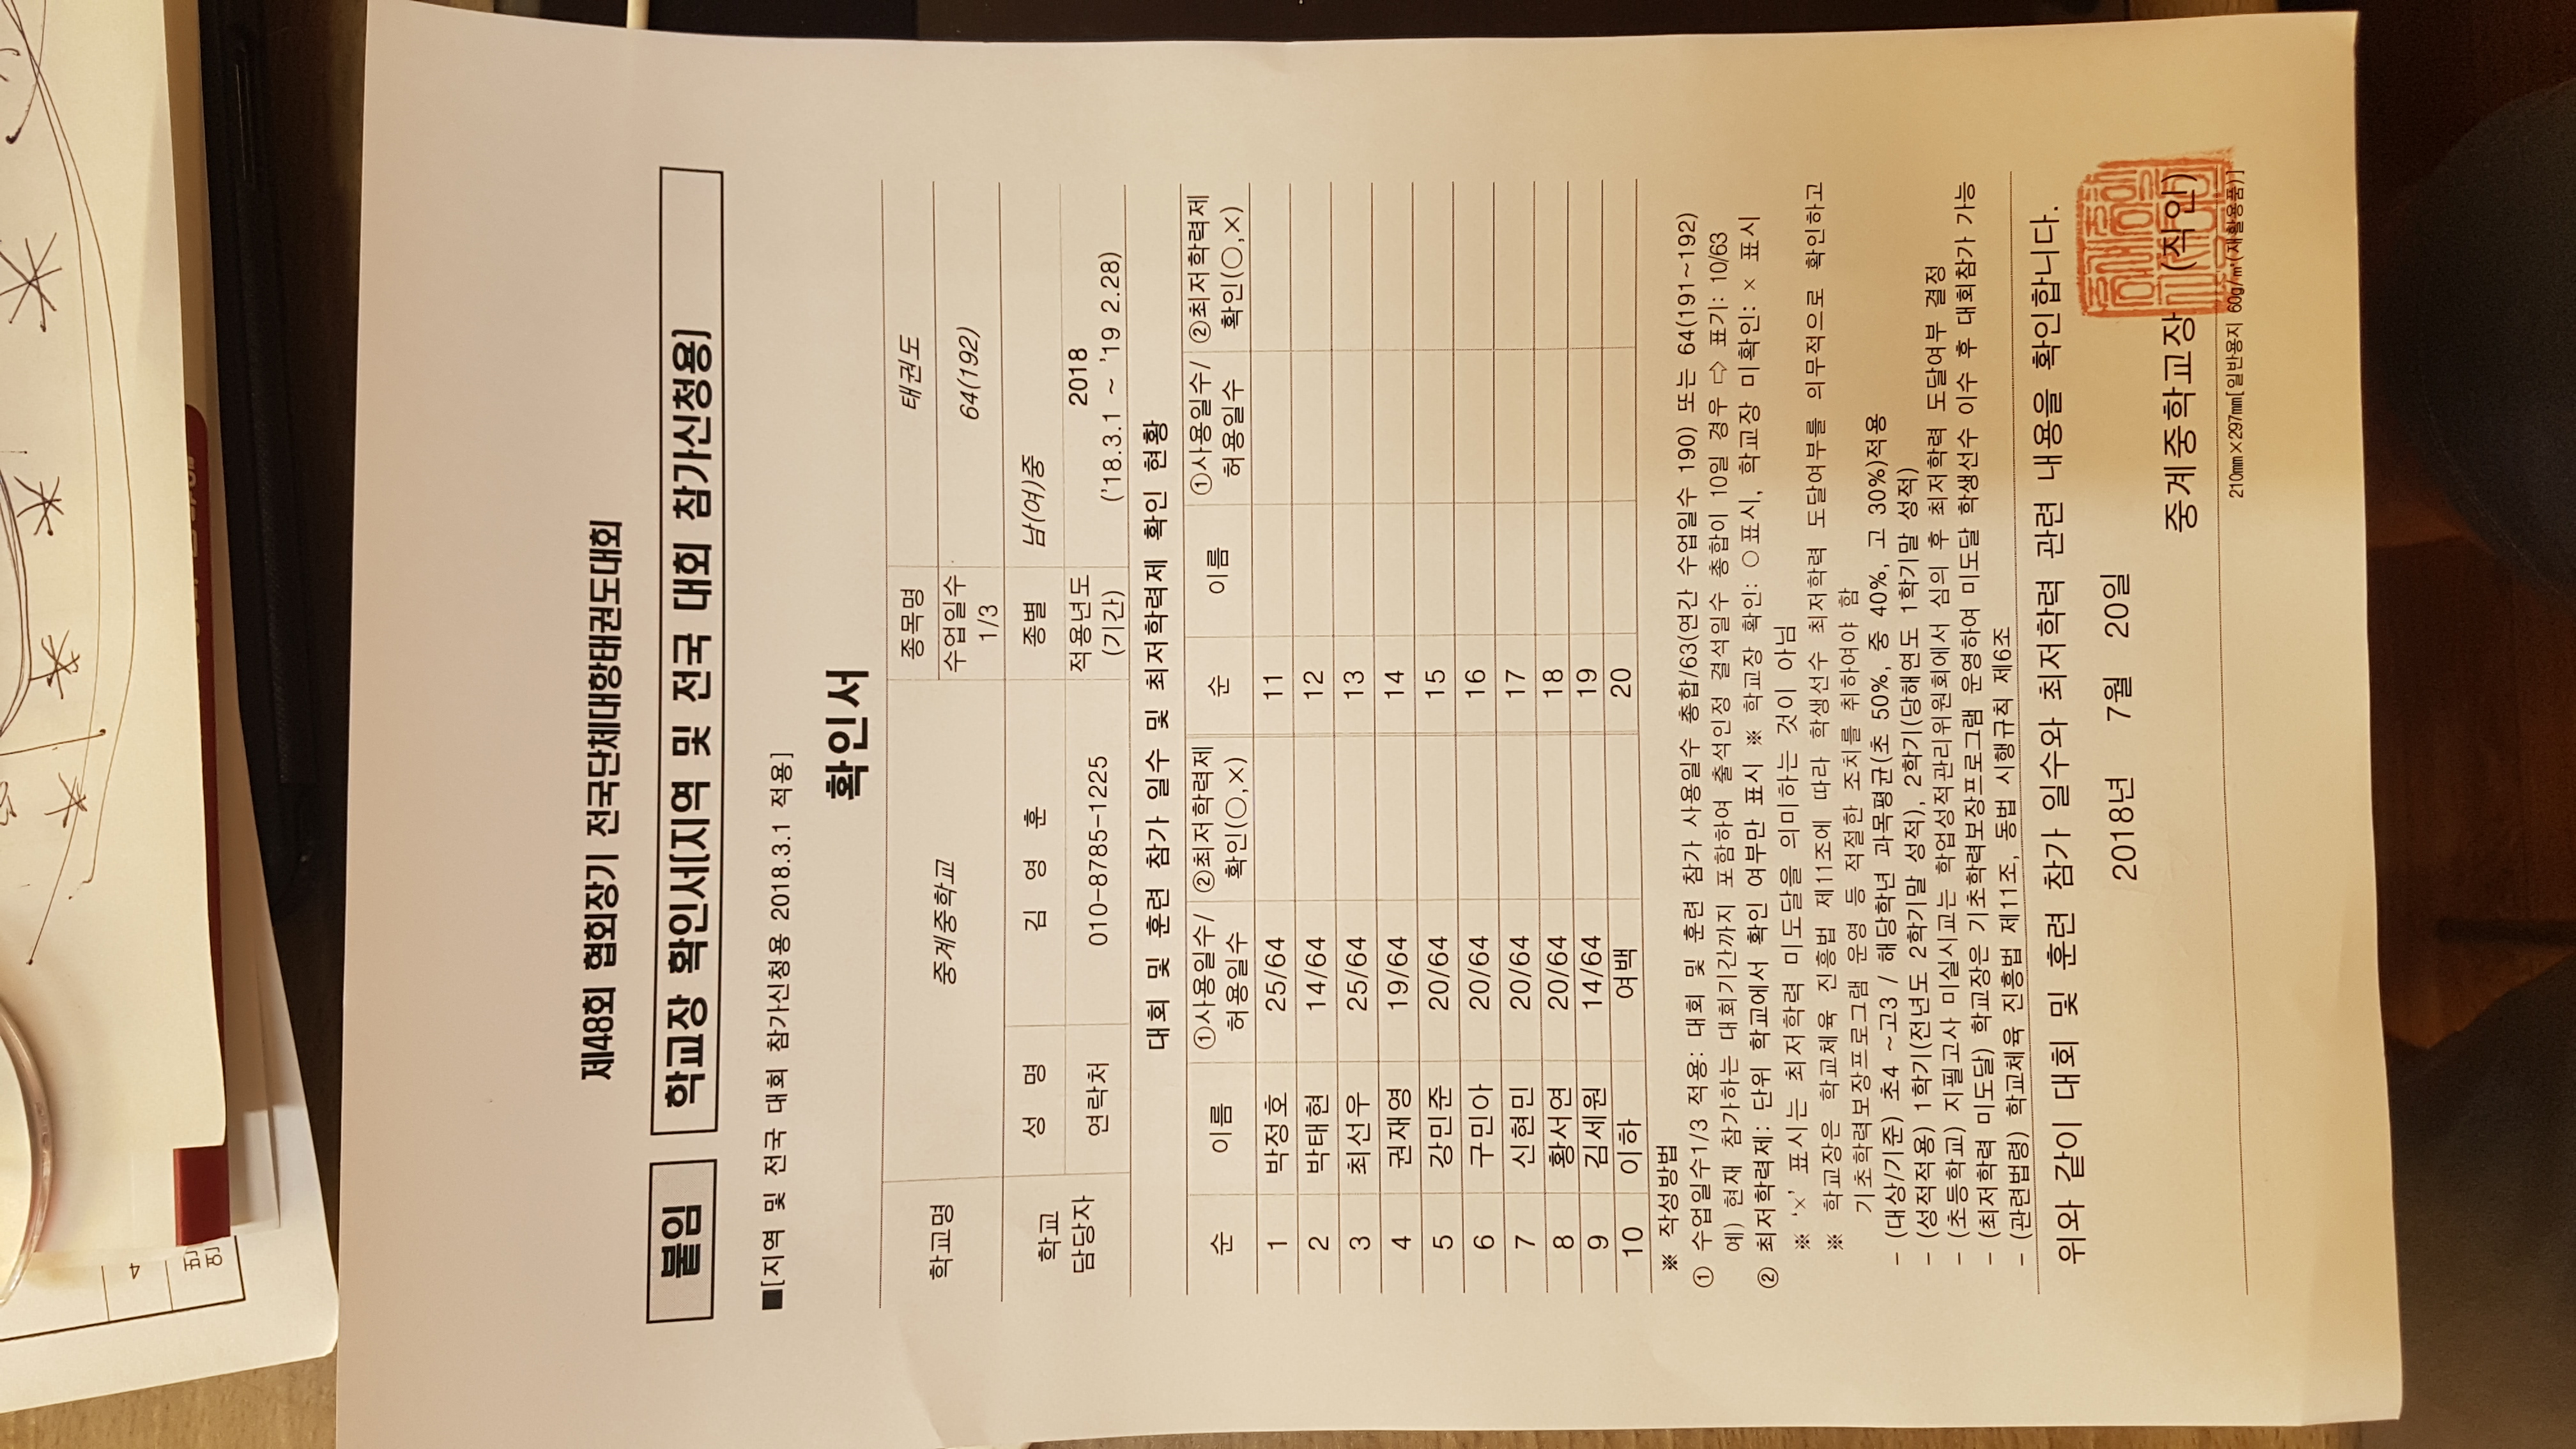 제48회 협회장기 전국단체대항태권도대회
붙임 학교장 확인서[지역 및 전국 대회 참가신청용]
■[지역 및 전국 대회 참가신청용 2018.3.1 적용]
확인서
학교명 중계중학교 종목명 태권도
수업일수 1/3 64(192)
학교 담당자 성 명 김 영 훈 종별 남(여)중
연락처 010-8785-1225 적용년도 (기간) 2018 ('18.3.1 ~ '19 2.28)
대회 및 훈련 참가 일수 및 최저학력제 확인 현황
순 이름 ①사용일수/허용일수 ②최저학력제 확인(○,×) 순 이름 ①사용일수/허용일수 ②최저학력제 확인(○,×)
1 박정호 25/64 11
2 박태현 14/64 12
3 최선우 25/64 13
4 권재영 19/64 14
5 강민준 20/64 15
6 구민아 20/64 16
7 신현민 20/64 17
8 황서연 20/64 18
9 김세원 14/64 19
10 이하 여백 20
※ 작성방법
① 수업일수1/3 적용: 대회 및 훈련 참가 사용일수 총합/63(연간 수업일수 190) 또는 64(191~192)
예) 현재 참가하는 대회기간까지 포함하여 출석인정 결석일수 총합이 10일 경우 ⇨ 표기: 10/63
② 최저학력제: 단위 학교에서 확인 여부만 표시 ※ 학교장 확인: ○ 표시, 학교장 미확인: × 표시
※ '×' 표시는 최저학력 미도달을 의미하는 것이 아님
※ 학교장은 학교체육 진흥법 제11조에 따라 학생선수 최저학력 도달여부를 의무적으로 확인하고
기초학력보장프로그램 운영 등 적절한 조치를 취하여야 함
- (대상/기준) 초4 ~고3 / 해당학년 과목평균(초 50%, 중 40%, 고 30%)적용
- (성적적용) 1학기(전년도 2학기말 성적), 2학기(당해연도 1학기말 성적)
- (초등학교) 지필고사 미실시교는 학업성적관리위원회에서 심의 후 최저학력 도달여부 결정
- (최저학력 미도달) 학교장은 기초학력보장프로그램 운영하여 미도달 학생선수 이수 후 대회참가 가능
- (관련법령) 학교체육 진흥법 제11조, 동법 시행규칙 제6조
위와 같이 대회 및 훈련 참가 일수와 최저학력 관련 내용을 확인합니다.
2018년 7월 20일
중계중학교장 (직인)
210㎜×297㎜[일반용지 60g/㎡(재활용품)]